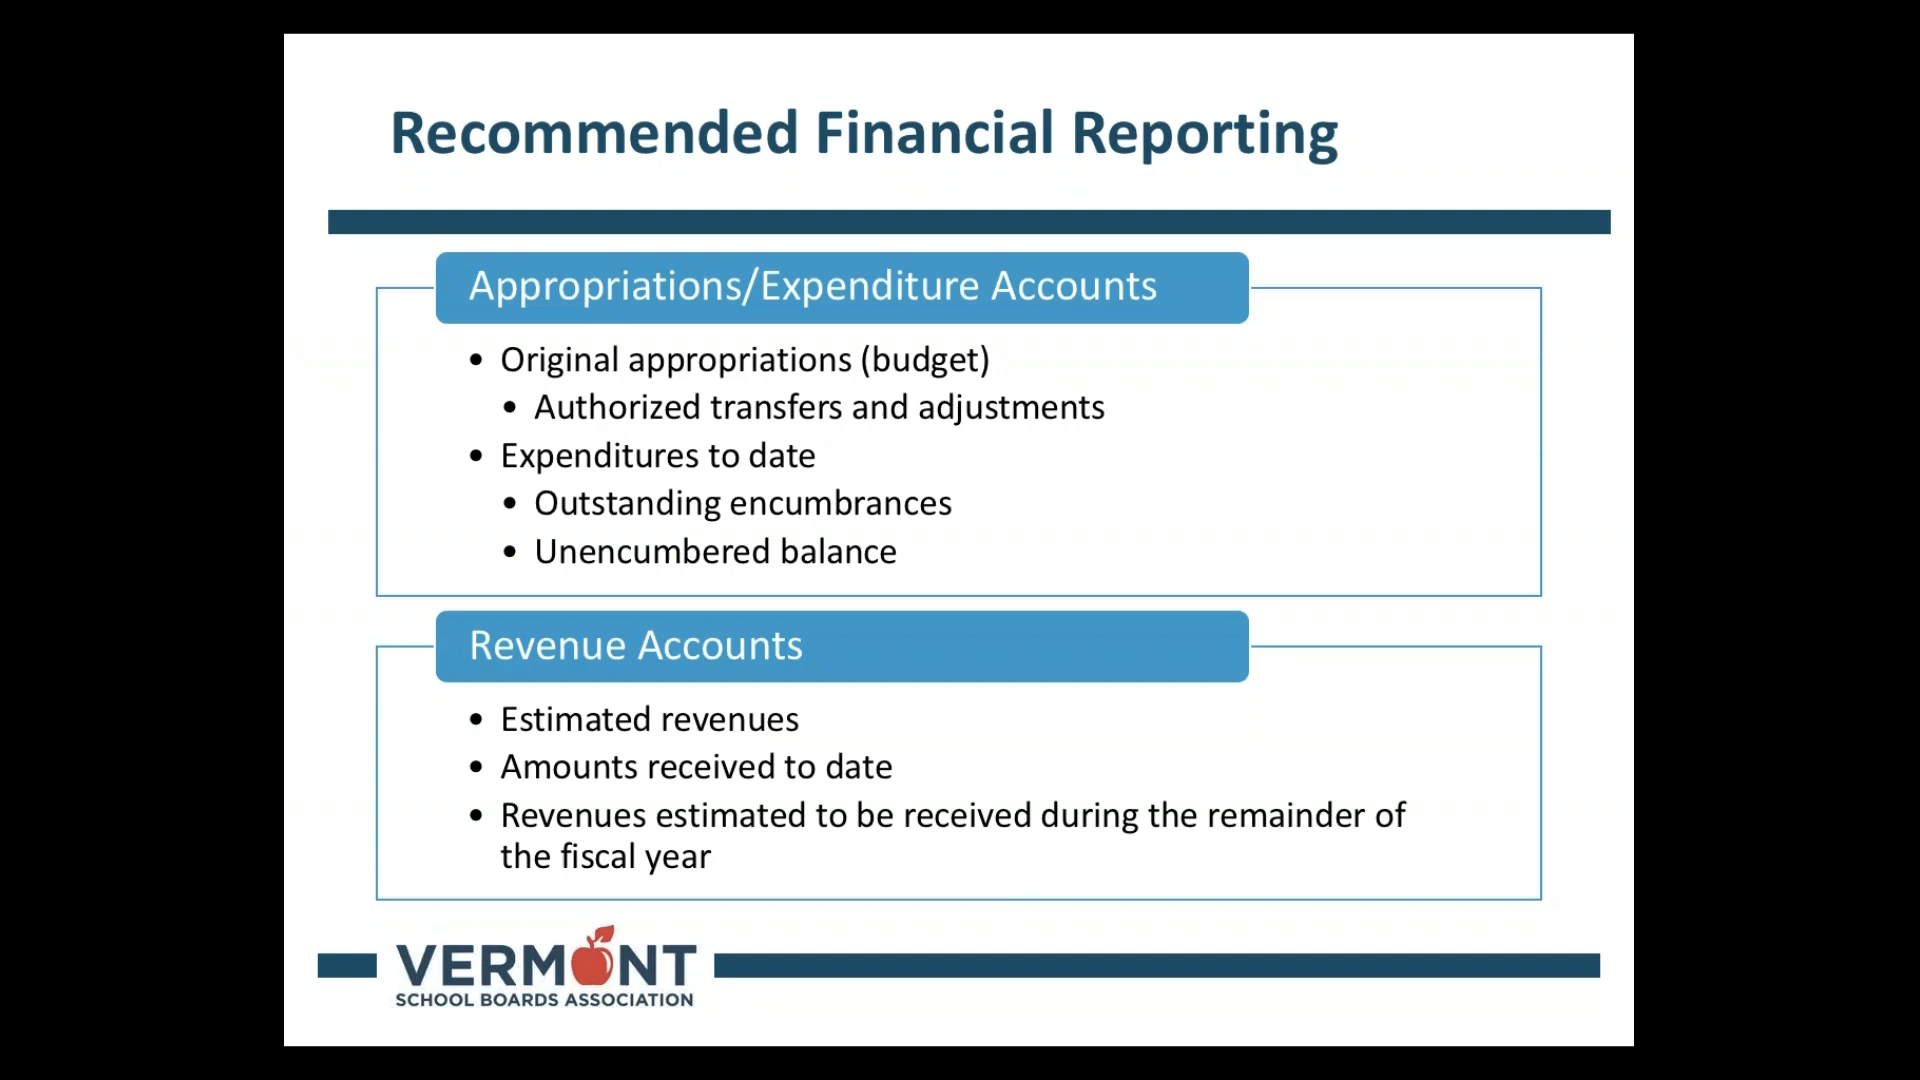 Recommended Financial Reporting
Appropriations/Expenditure Accounts
• Original appropriations (budget)
• Authorized transfers and adjustments
• Expenditures to date
• Outstanding encumbrances
• Unencumbered balance
Revenue Accounts
• Estimated revenues
• Amounts received to date
• Revenues estimated to be received during the remainder of
the fiscal year
VERMONT
SCHOOL BOARDS ASSOCIATION